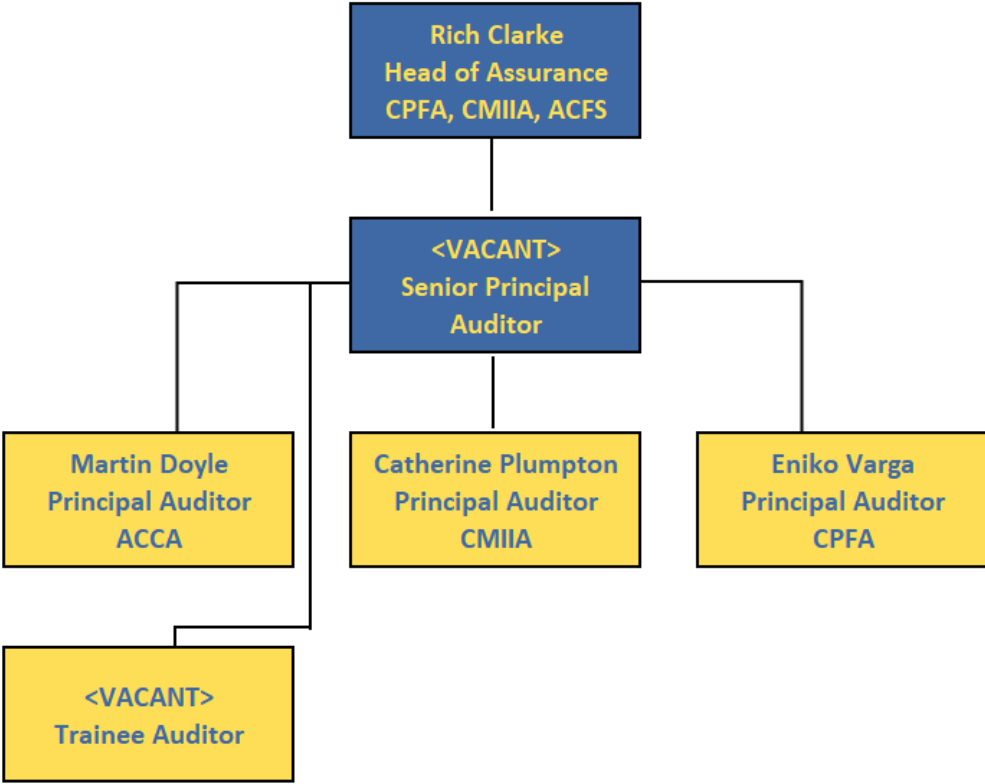 Rich Clarke
Head of Assurance
CPFA, CMIIA, ACFS
<VACANT>
Senior Principal
Auditor
Martin Doyle
Principal Auditor
ACCA
Catherine Plumpton
Principal Auditor
CMIIA
Eniko Varga
Principal Auditor
CPFA
<VACANT>
Trainee Auditor